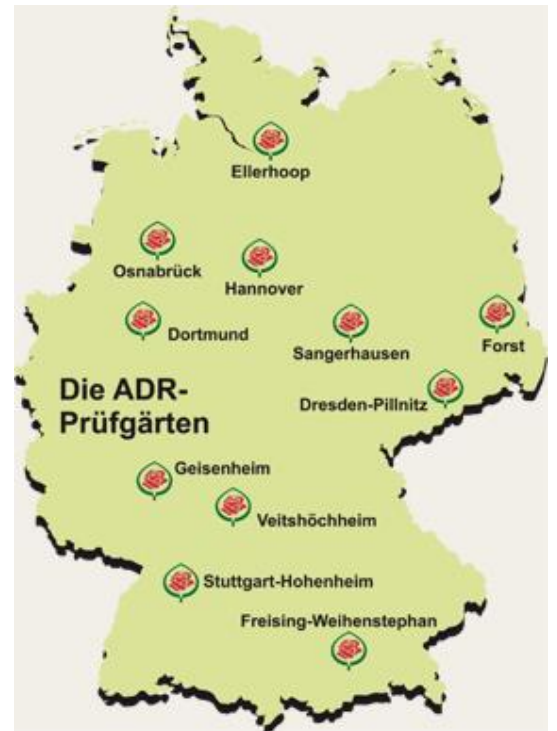 Ellerhoop
Osnabrück
Hannover
Dortmund
Sangerhausen
Forst
Dresden-Pillnitz
Die ADR-
Prüfgärten
Geisenheim
Veitshöchheim
Stuttgart-Hohenheim
Freising-Weihenstephan